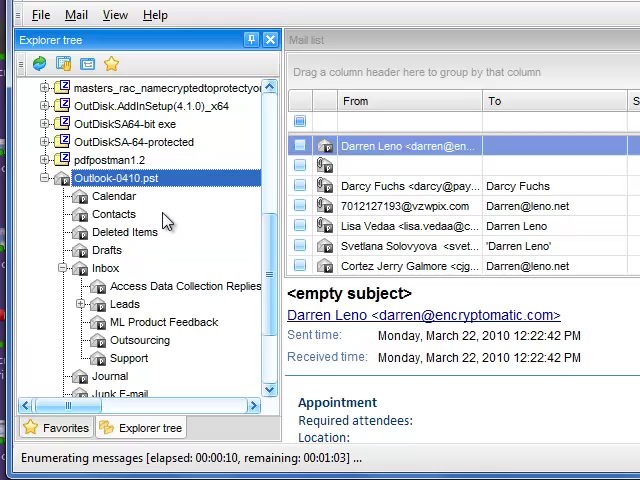 File Mail View Help
Explorer tree
Mail list
Drag a column header here to group by that column
masters_rac_namecryptedtoprotectyou
OutDisk.AddInSetup(4.1.0)_x64
OutDiskSA64-bit exe
OutDiskSA-64-protected
pdfpostman1.2
Outlook-0410.pst
Calendar
Contacts
Deleted Items
Drafts
Inbox
Access Data Collection Replies
Leads
ML Product Feedback
Outsourcing
Support
Journal
Junk E-mail
Favorites
Explorer tree
From To S
Darren Leno <darren@en...
Darcy Fuchs <darcy@pay... Darcy Fuchs
7012127193@vzwpix.com Darren@leno.net
Lisa Vedaa <lisa.vedaa@c... Darren Leno
Svetlana Solovyova <svet... 'Darren Leno'
Cortez Jerry Galmore <cjg... Darren@leno.net
<empty subject>
Darren Leno <darren@encryptomatic.com>
Sent time: Monday, March 22, 2010 12:22:42 PM
Received time: Monday, March 22, 2010 12:22:42 PM
Appointment
Required attendees:
Location:
Enumerating messages [elapsed: 00:00:10, remaining: 00:01:03] ...